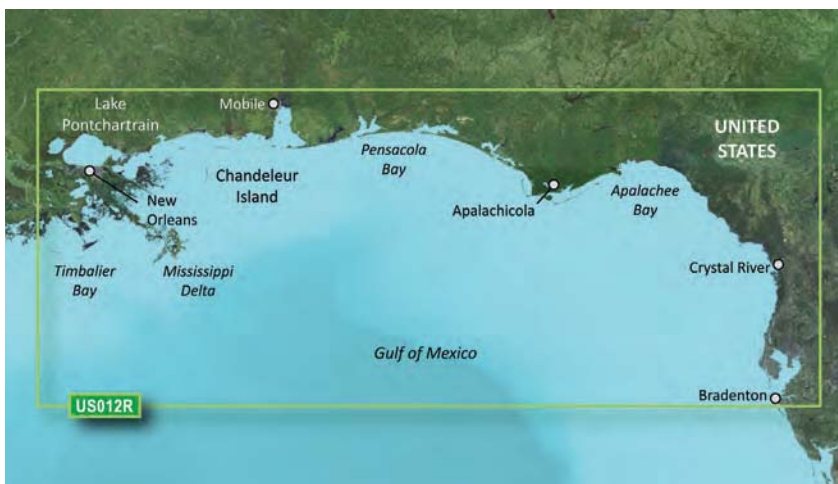 Lake
Pontchartrain
Mobile
UNITED
STATES
Pensacola
Bay
Chandeleur
Island
New
Orleans
Apalachicola
Apalachee
Bay
Timbalier
Bay
Mississippi
Delta
Crystal River
Gulf of Mexico
Bradenton
US012R